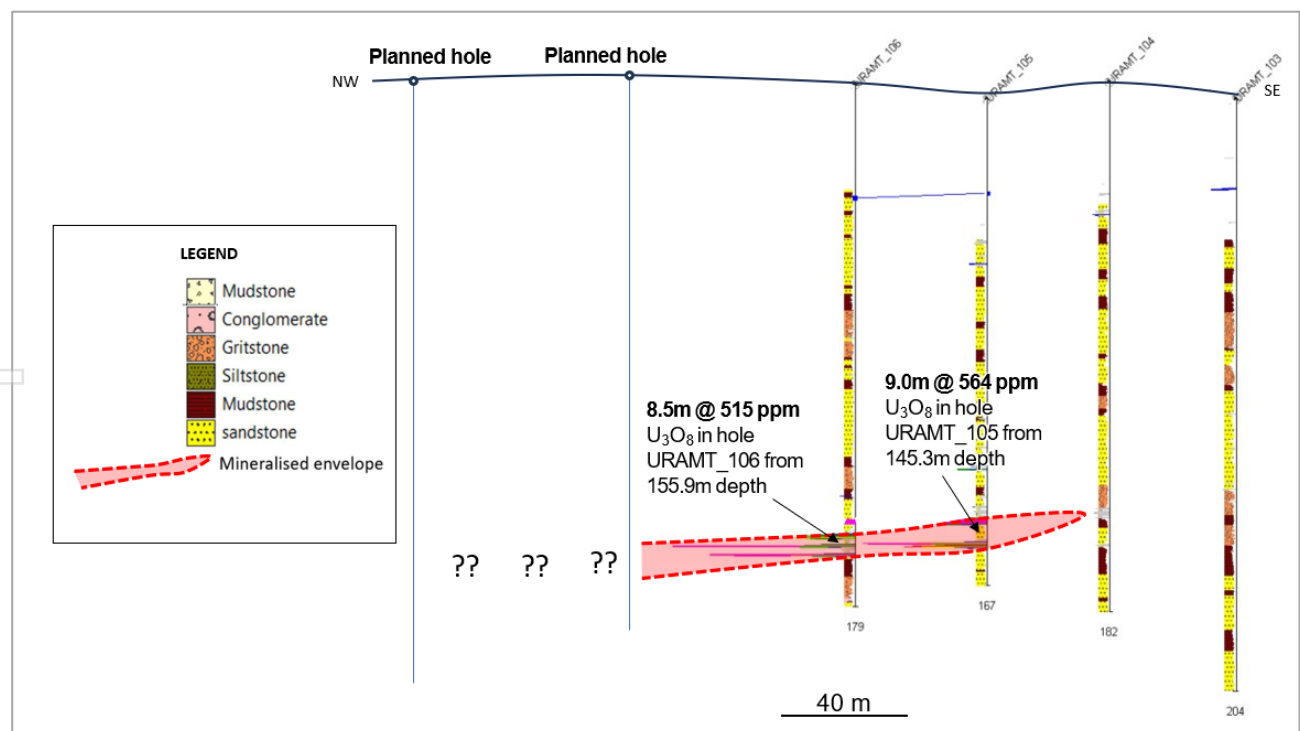 Planned hole
Planned hole
NW
URAMT_106
URAMT_105
URAMT_104
URAMT_103
SE
LEGEND
Mudstone
Conglomerate
Gritstone
Siltstone
Mudstone
sandstone
Mineralised envelope
8.5m @ 515 ppm
U₃O₈ in hole
URAMT_106 from
155.9m depth
9.0m @ 564 ppm
U₃O₈ in hole
URAMT_105 from
145.3m depth
?? ?? ??
179
167
182
204
40 m